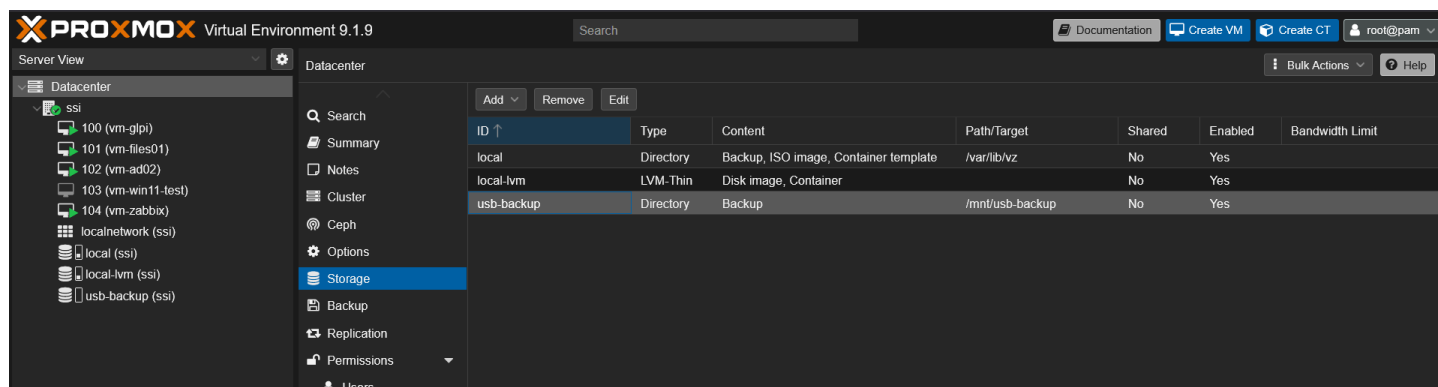 PROXMOX Virtual Environment 9.1.9 Search Documentation Create VM Create CT root@pam
Server View
Datacenter
Bulk Actions Help
Datacenter
ssi
100 (vm-glpi)
101 (vm-files01)
102 (vm-ad02)
103 (vm-win11-test)
104 (vm-zabbix)
localnetwork (ssi)
local (ssi)
local-lvm (ssi)
usb-backup (ssi)
Search
Summary
Notes
Cluster
Ceph
Options
Storage
Backup
Replication
Permissions
Users
Add Remove Edit
ID Type Content Path/Target Shared Enabled Bandwidth Limit
local Directory Backup, ISO image, Container template /var/lib/vz No Yes
local-lvm LVM-Thin Disk image, Container No Yes
usb-backup Directory Backup /mnt/usb-backup No Yes